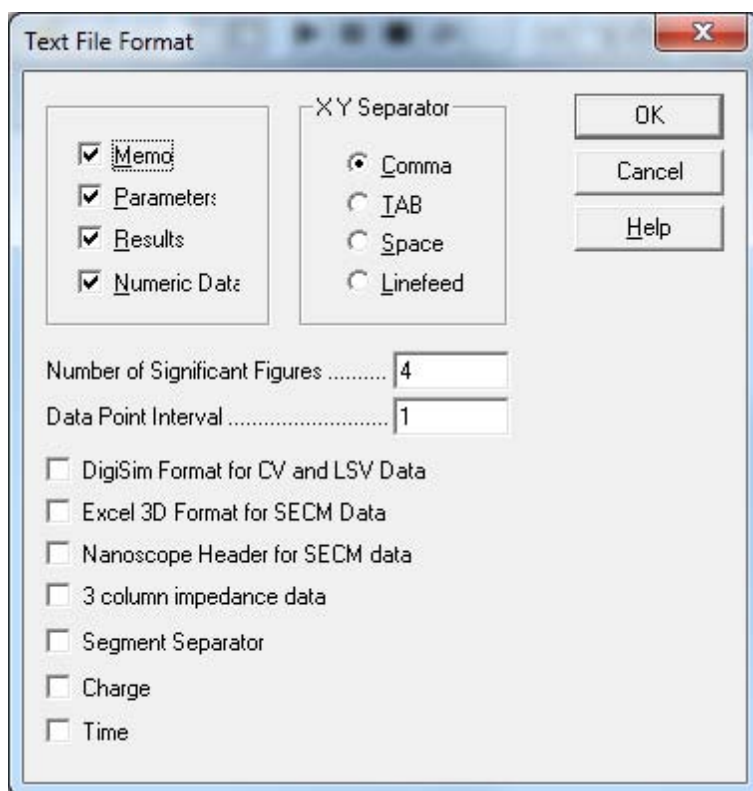 Text File Format
Memo
Parameters
Results
Numeric Data
XY Separator
Comma
TAB
Space
Linefeed
OK
Cancel
Help
Number of Significant Figures .......... 4
Data Point Interval ........................... 1
DigiSim Format for CV and LSV Data
Excel 3D Format for SECM Data
Nanoscope Header for SECM data
3 column impedance data
Segment Separator
Charge
Time